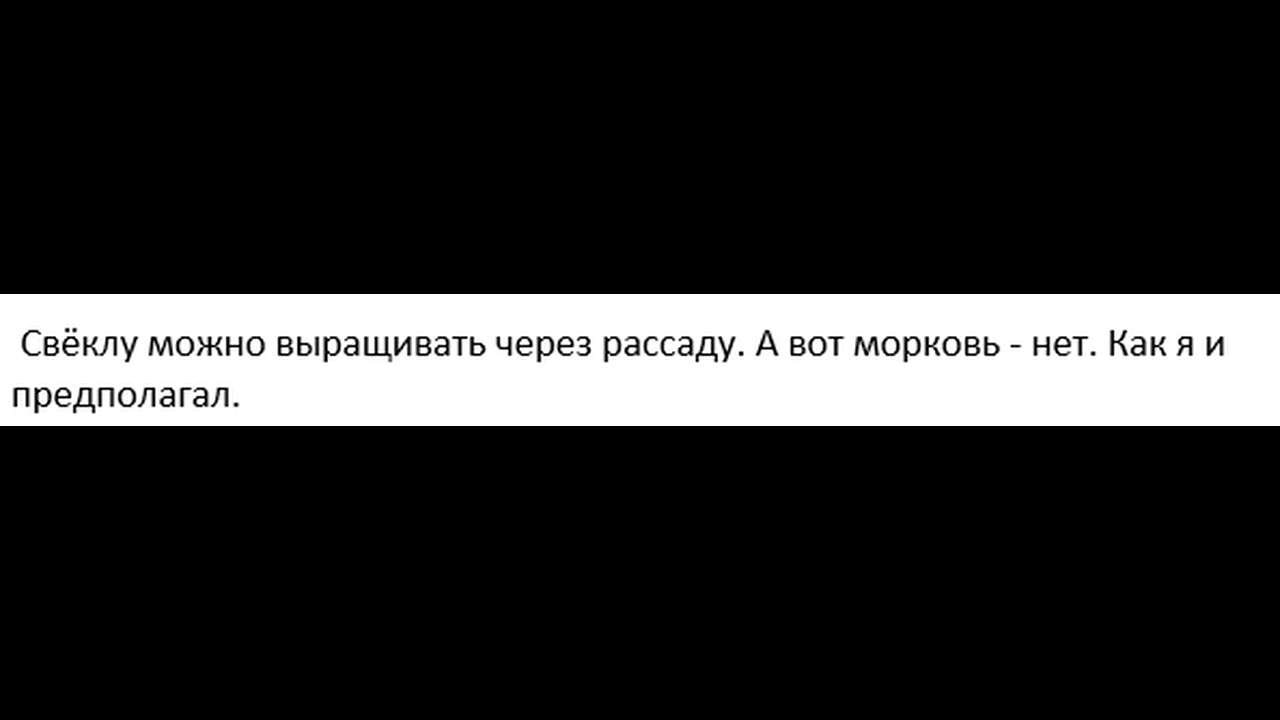 Свёклу можно выращивать через рассаду. А вот морковь - нет. Как я и
предполагал.